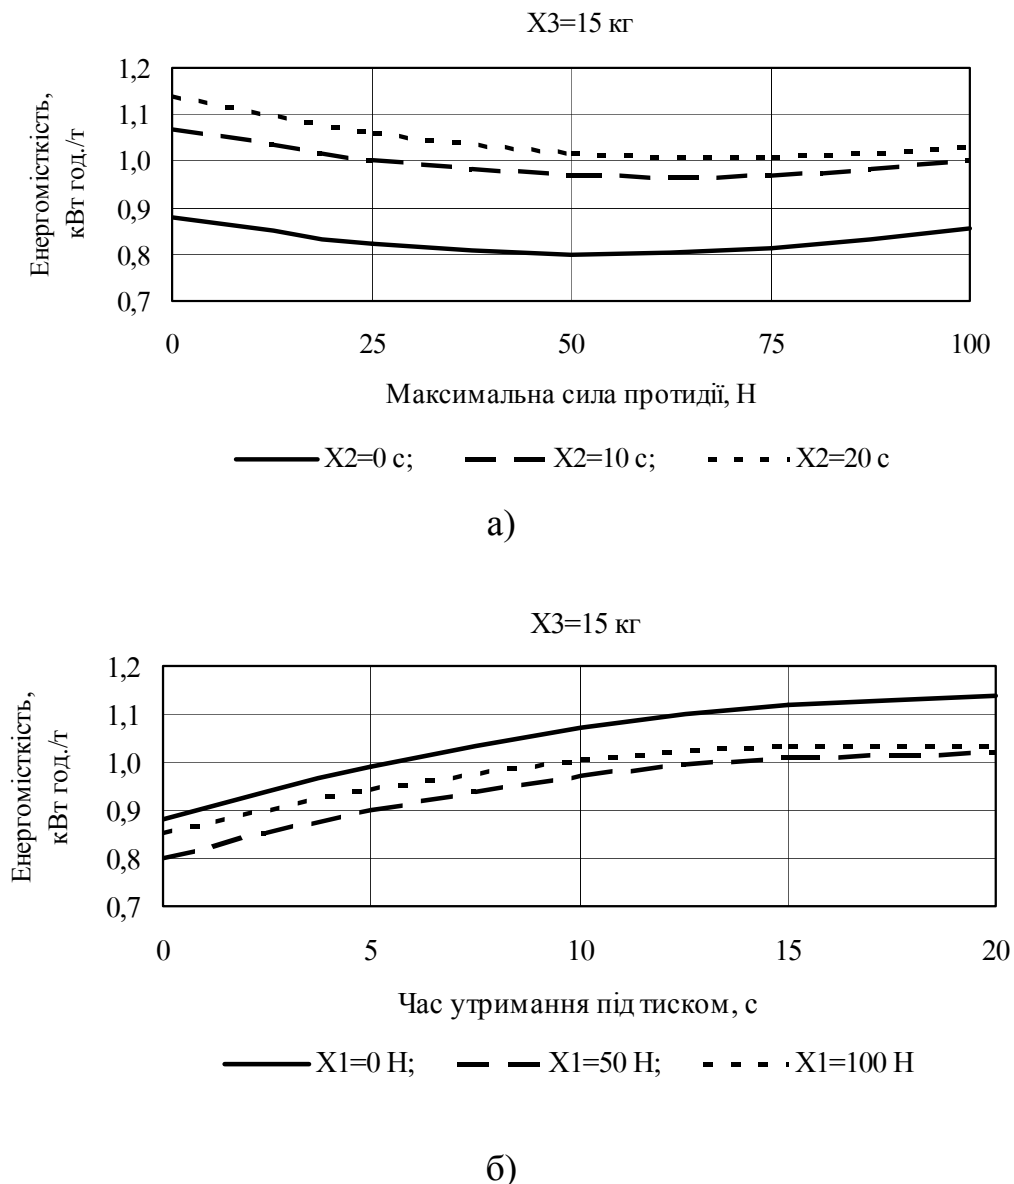 X3=15 кг
Енергомісткість,
кВт год./т
1,2
1,1
1,0
0,9
0,8
0,7
0 25 50 75 100
Максимальна сила протидії, Н
X2=0 с; X2=10 с; X2=20 с
а)
X3=15 кг
Енергомісткість,
кВт год./т
1,2
1,1
1,0
0,9
0,8
0,7
0 5 10 15 20
Час утримання під тиском, с
X1=0 Н; X1=50 Н; X1=100 Н
б)